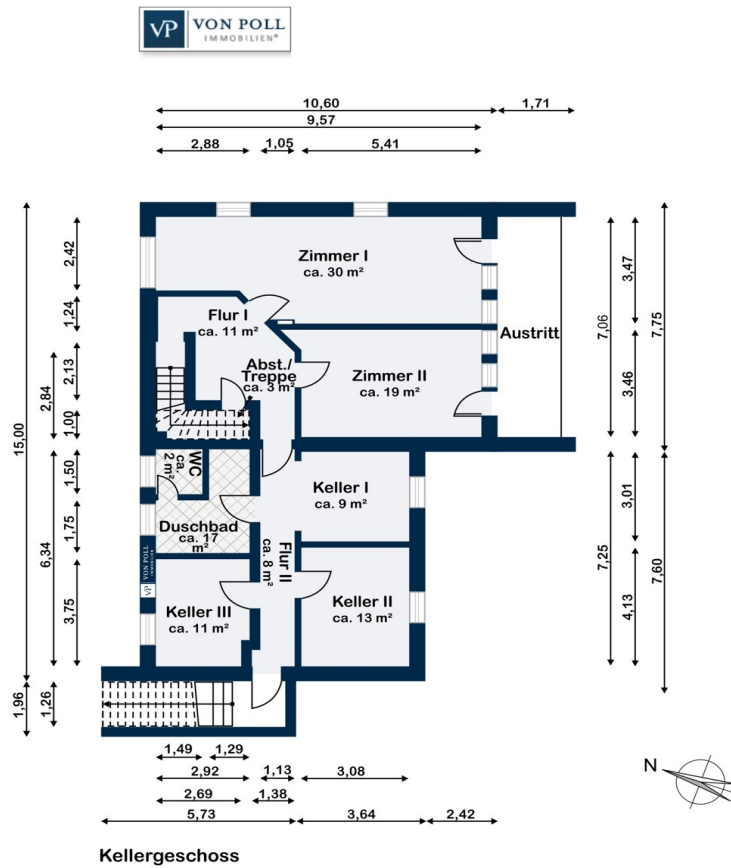 VP VON POLL
IMMOBILIEN®
10,60
1,71
9,57
2,88
1,05
5,41
15,00
2,42
1,24
2,13
2,84
1,00
6,34
1,50
1,75
3,75
1,96
1,26
Zimmer I
ca. 30 m²
Flur I
ca. 11 m²
Abst./
Treppe
ca. 3 m²
Zimmer II
ca. 19 m²
Austritt
WC
ca.
2 m²
Duschbad
ca. 17
m²
Keller I
ca. 9 m²
Flur II
ca. 8 m²
Keller II
ca. 13 m²
Keller III
ca. 11 m²
VP VON POLL
IMMOBILIEN
3,47
7,06
7,75
3,46
3,01
7,25
7,60
4,13
1,49
1,29
2,92
1,13
3,08
2,69
1,38
5,73
3,64
2,42
N
Kellergeschoss